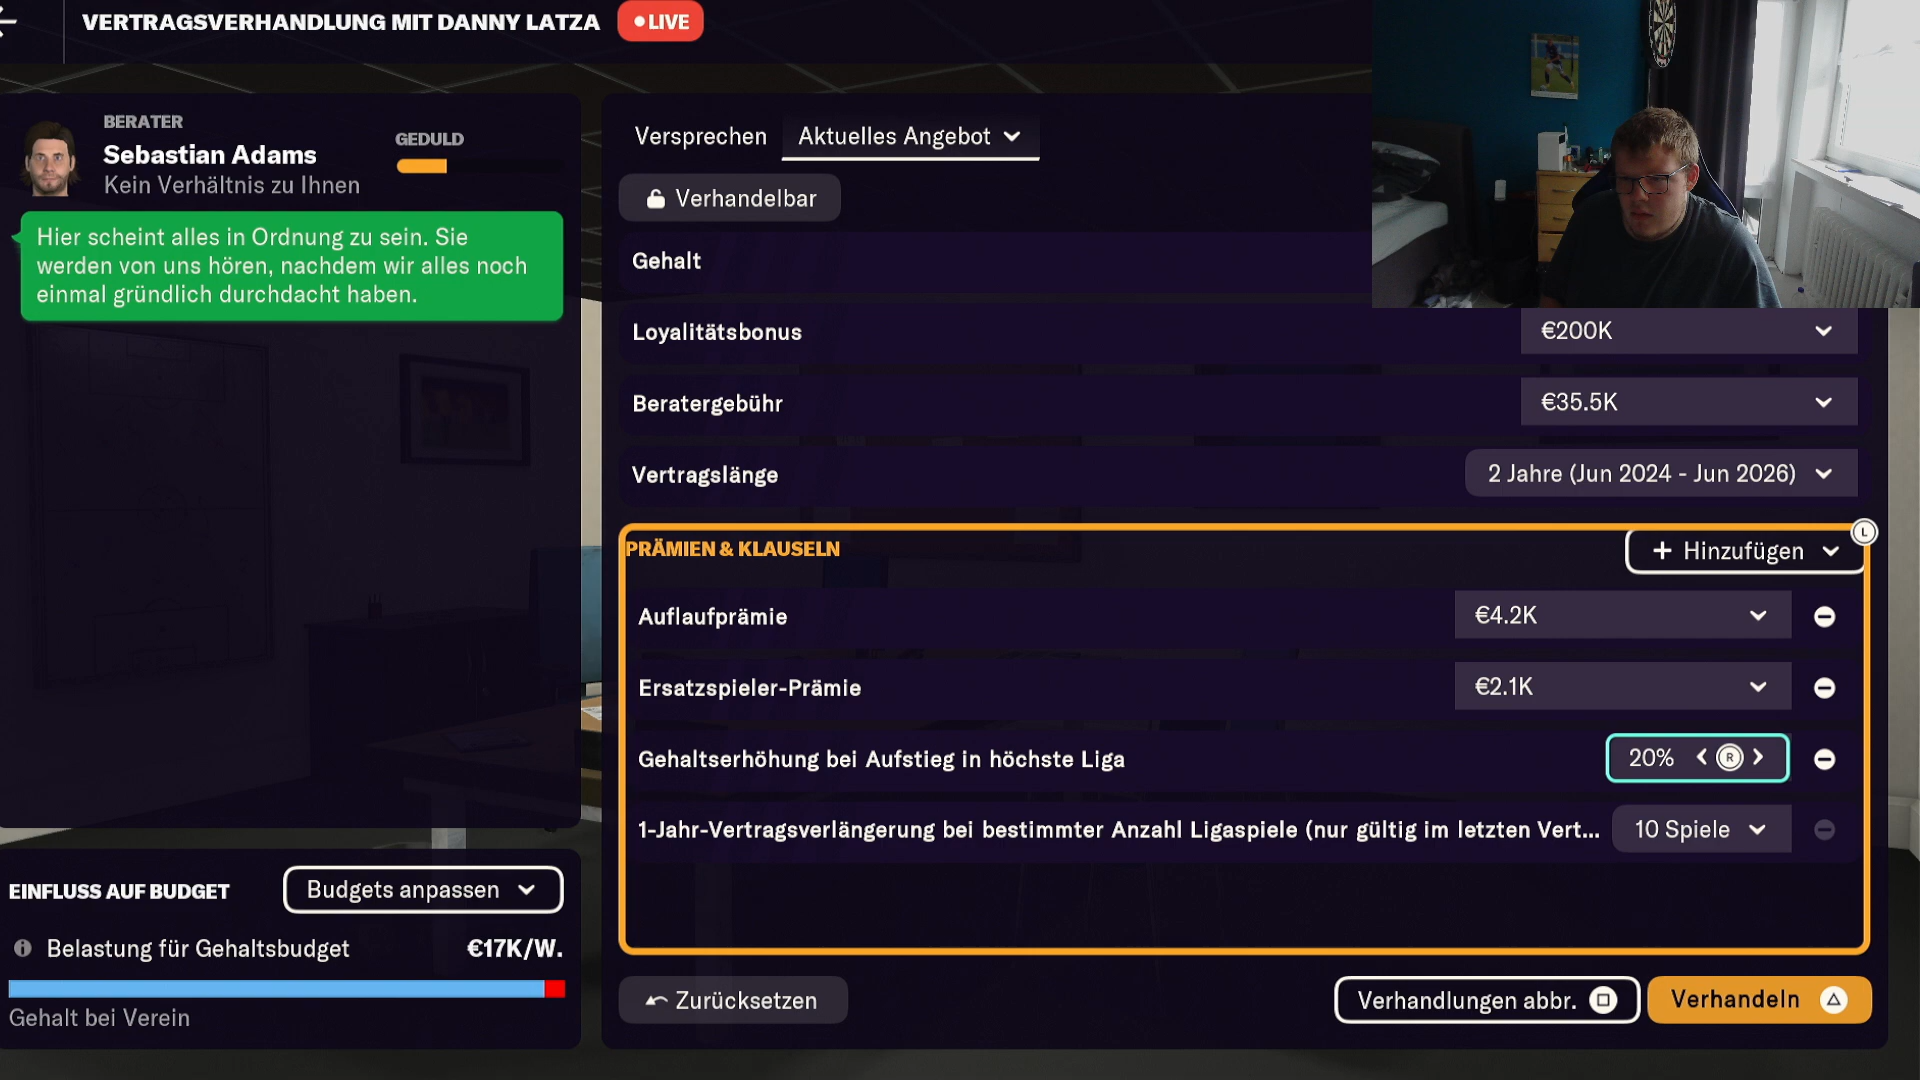 VERTRAGSVERHANDLUNG MIT DANNY LATZA
LIVE
BERATER
Sebastian Adams
Kein Verhältnis zu Ihnen
GEDULD
Hier scheint alles in Ordnung zu sein. Sie
werden von uns hören, nachdem wir alles noch
einmal gründlich durchdacht haben.
Versprechen
Aktuelles Angebot
Verhandelbar
Gehalt
Loyalitätsbonus
€200K
Beratergebühr
€35.5K
Vertragslänge
2 Jahre (Jun 2024 - Jun 2026)
L
PRÄMIEN & KLAUSELN
+ Hinzufügen
Auflaufprämie
€4.2K
Ersatzspieler-Prämie
€2.1K
Gehaltserhöhung bei Aufstieg in höchste Liga
20%
R
1-Jahr-Vertragsverlängerung bei bestimmter Anzahl Ligaspiele (nur gültig im letzten Vert...
10 Spiele
EINFLUSS AUF BUDGET
Budgets anpassen
Belastung für Gehaltsbudget
€17K/W.
Gehalt bei Verein
Zurücksetzen
Verhandlungen abbr.
Verhandeln